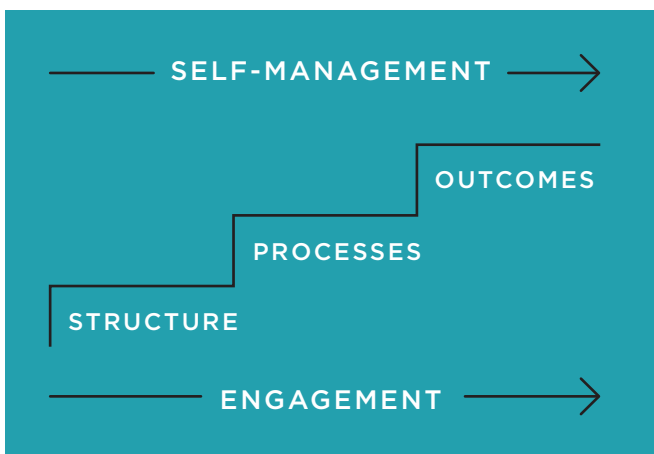 SELF-MANAGEMENT
OUTCOMES
PROCESSES
STRUCTURE
ENGAGEMENT